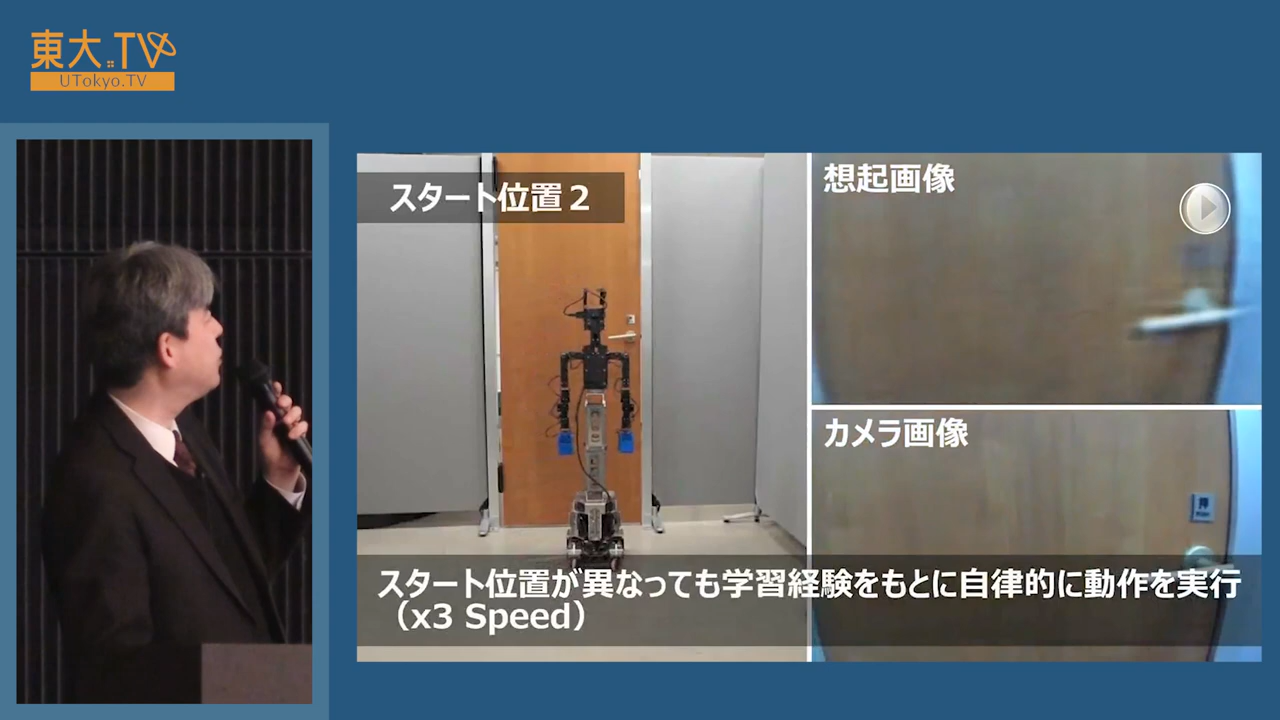 東大TV
UTokyo.TV
スタート位置2
想起画像
カメラ画像
押
スタート位置が異なっても学習経験をもとに自律的に動作を実行
(x3 Speed)